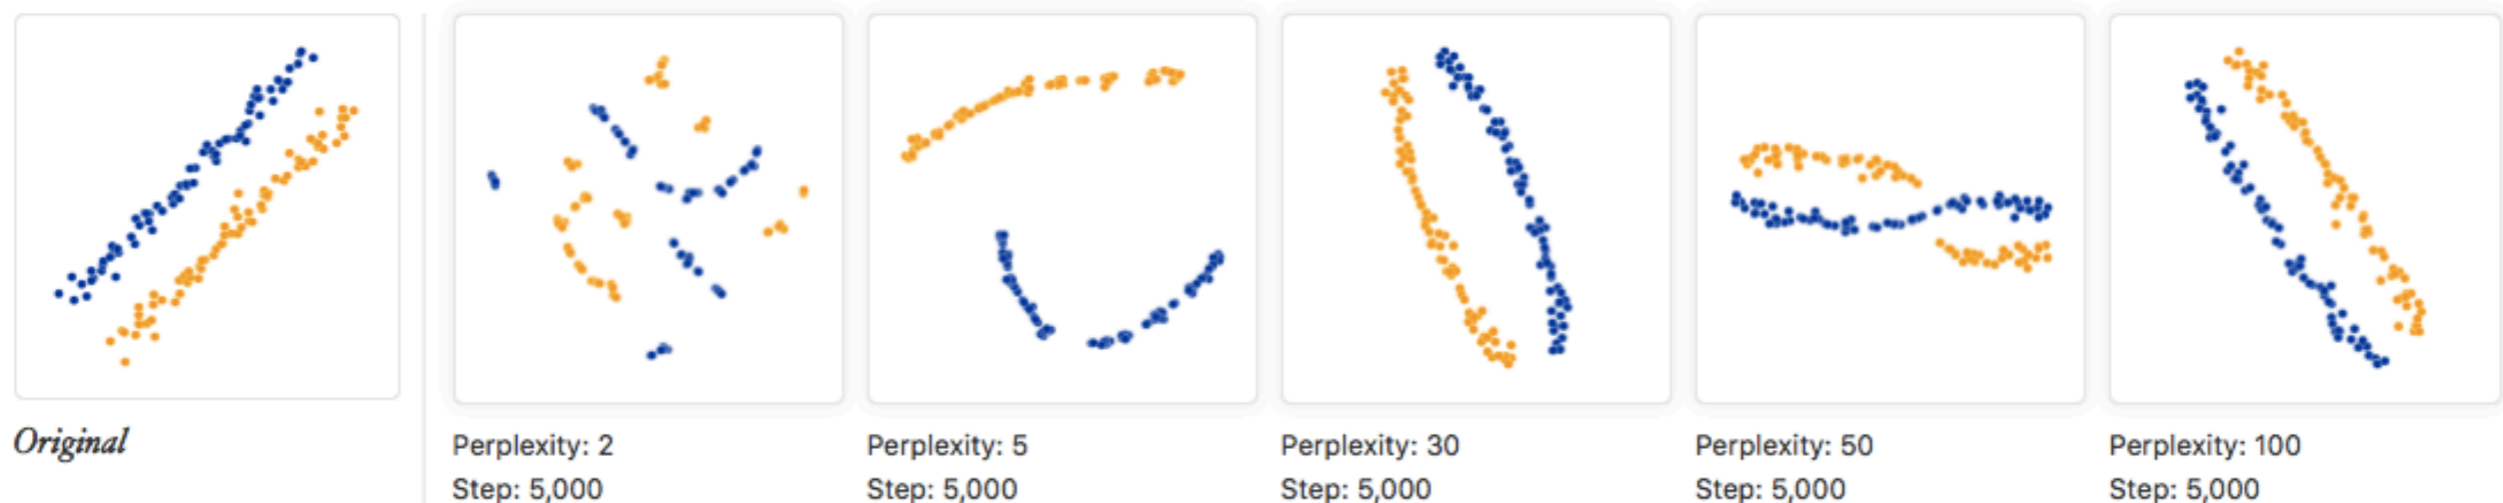 Original
Perplexity: 2
Step: 5,000
Perplexity: 5
Step: 5,000
Perplexity: 30
Step: 5,000
Perplexity: 50
Step: 5,000
Perplexity: 100
Step: 5,000